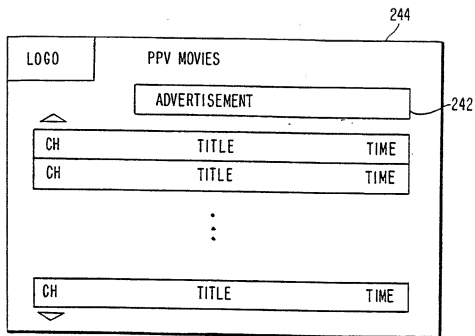 244
LOGO PPV MOVIES
ADVERTISEMENT
242
CH TITLE TIME
CH TITLE TIME
CH TITLE TIME